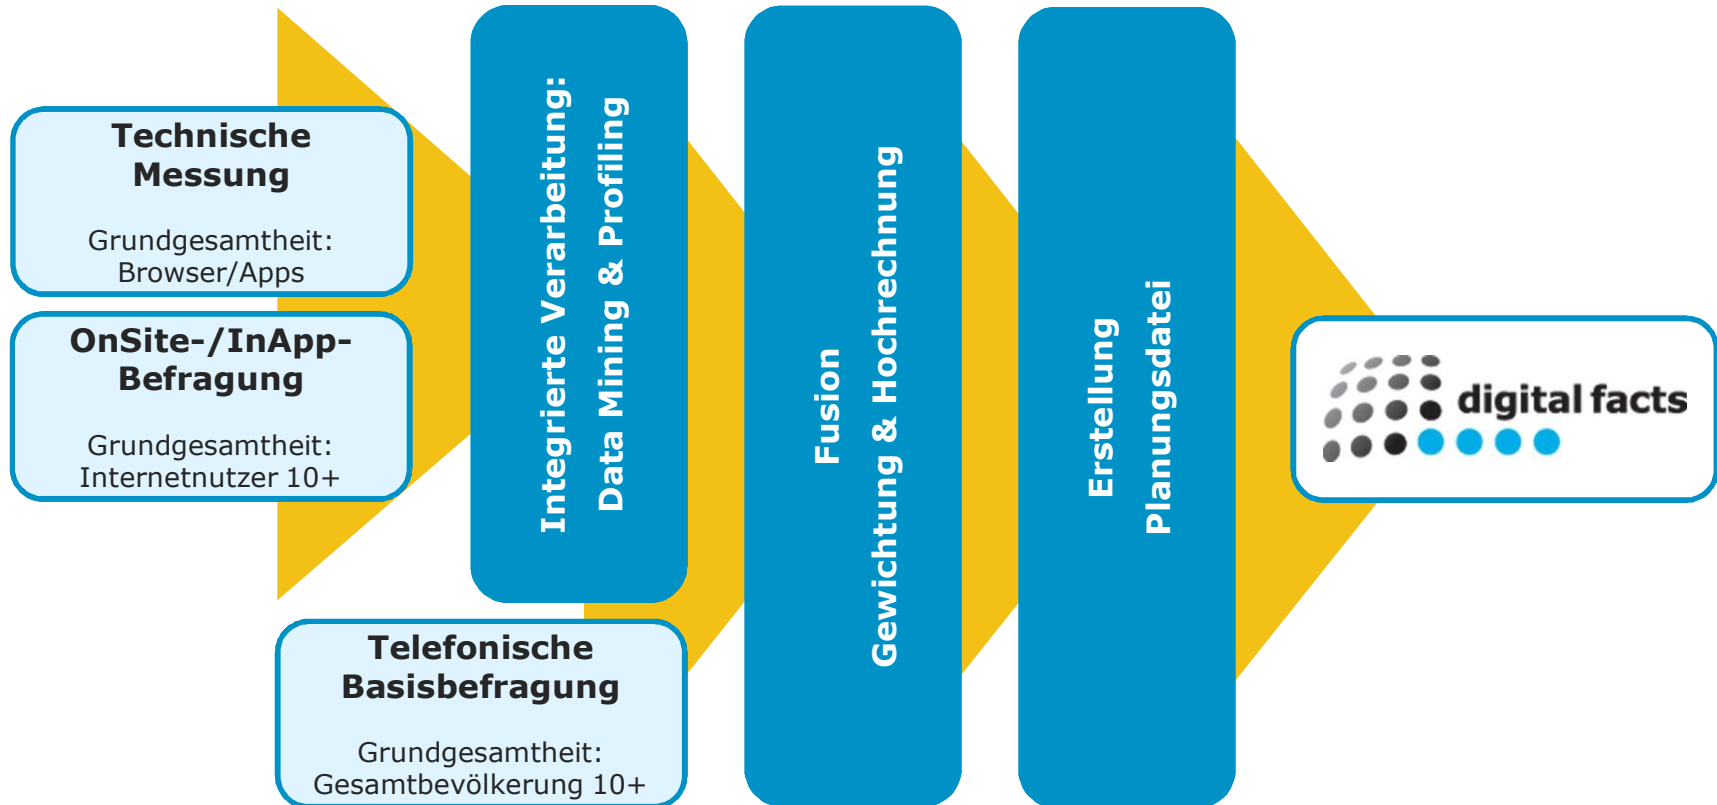 Technische
Messung
Grundgesamtheit:
Browser/Apps
OnSite-/InApp-
Befragung
Grundgesamtheit:
Internetnutzer 10+
Telefonische
Basisbefragung
Grundgesamtheit:
Gesamtbevölkerung 10+
Integrierte Verarbeitung:
Data Mining & Profiling
Fusion
Gewichtung & Hochrechnung
Erstellung
Planungsdatei
digital facts